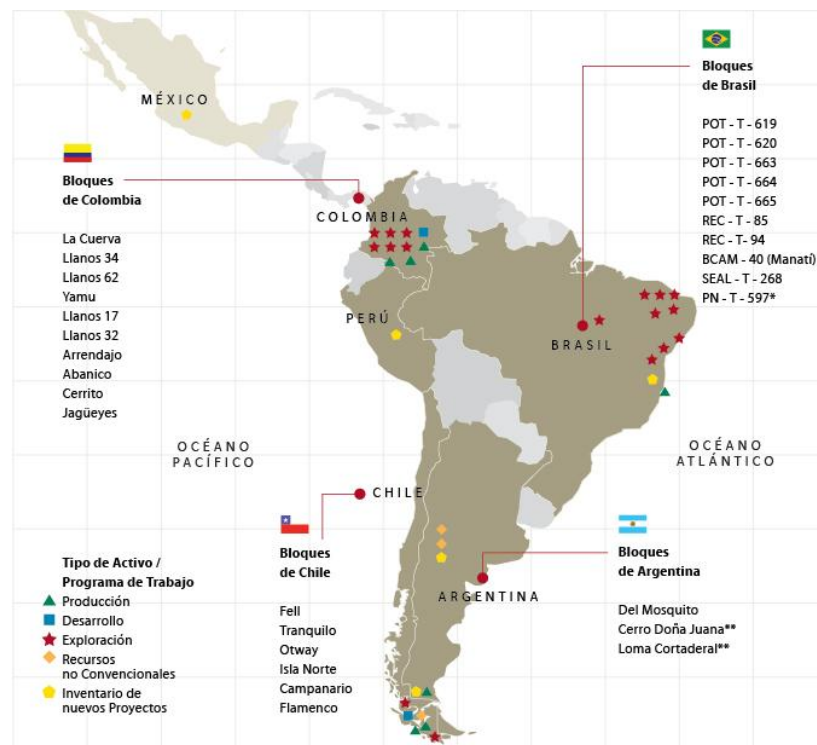 MÉXICO
Bloques
de Colombia
La Cuerva
Llanos 34
Llanos 62
Yamu
Llanos 17
Llanos 32
Arrendajo
Abanico
Cerrito
Jagüeyes
COLOMBIA
PERÚ
BRASIL
Bloques
de Brasil
POT - T - 619
POT - T - 620
POT - T - 663
POT - T - 664
POT - T - 665
REC - T - 85
REC - T- 94
BCAM - 40 (Manatí)
SEAL - T - 268
PN - T - 597*
OCÉANO
PACÍFICO
OCÉANO
ATLÁNTICO
CHILE
Bloques
de Chile
Fell
Tranquilo
Otway
Isla Norte
Campanario
Flamenco
ARGENTINA
Bloques
de Argentina
Del Mosquito
Cerro Doña Juana**
Loma Cortaderal**
Tipo de Activo /
Programa de Trabajo
Producción
Desarrollo
Exploración
Recursos
no Convencionales
Inventario de
nuevos Proyectos